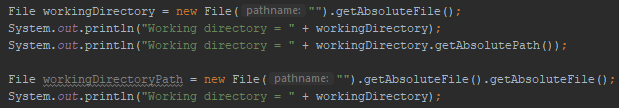 File workingDirectory = new File( pathname: "").getAbsoluteFile();
System.out.println("Working directory = " + workingDirectory);
System.out.println("Working directory = " + workingDirectory.getAbsolutePath());
File workingDirectoryPath = new File( pathname: "").getAbsoluteFile().getAbsoluteFile();
System.out.println("Working directory = " + workingDirectory);